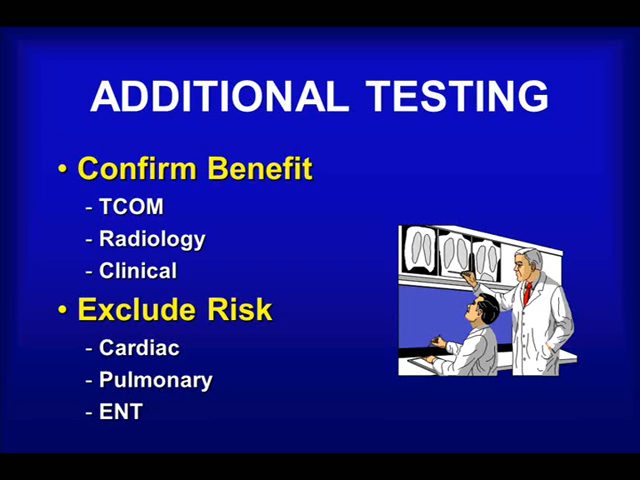 ADDITIONAL TESTING
• Confirm Benefit
- TCOM
- Radiology
- Clinical
• Exclude Risk
- Cardiac
- Pulmonary
- ENT